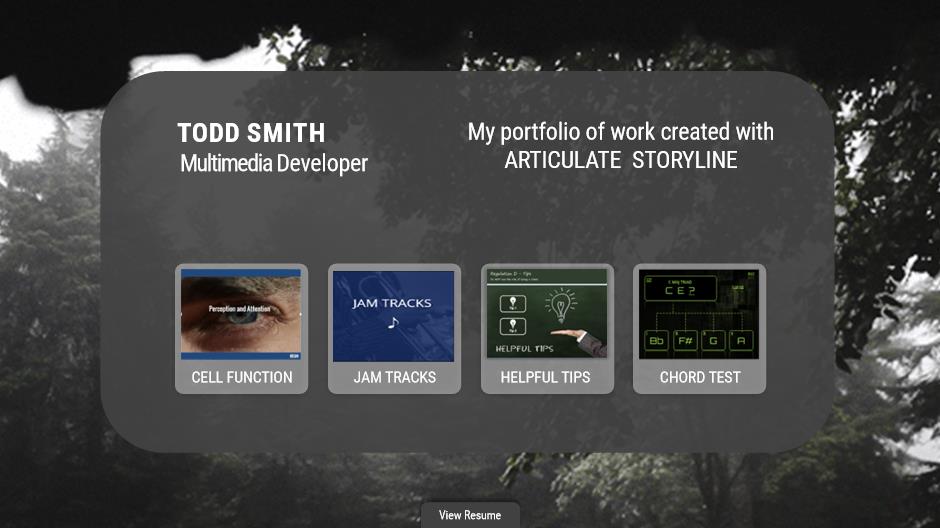 TODD SMITH
Multimedia Developer
My portfolio of work created with
ARTICULATE STORYLINE
Perception and Attention
CELL FUNCTION
JAM TRACKS
JAM TRACKS
Regulation D - Tips
HELPFUL TIPS
HELPFUL TIPS
C E ?
Bb F# G A
CHORD TEST
View Resume